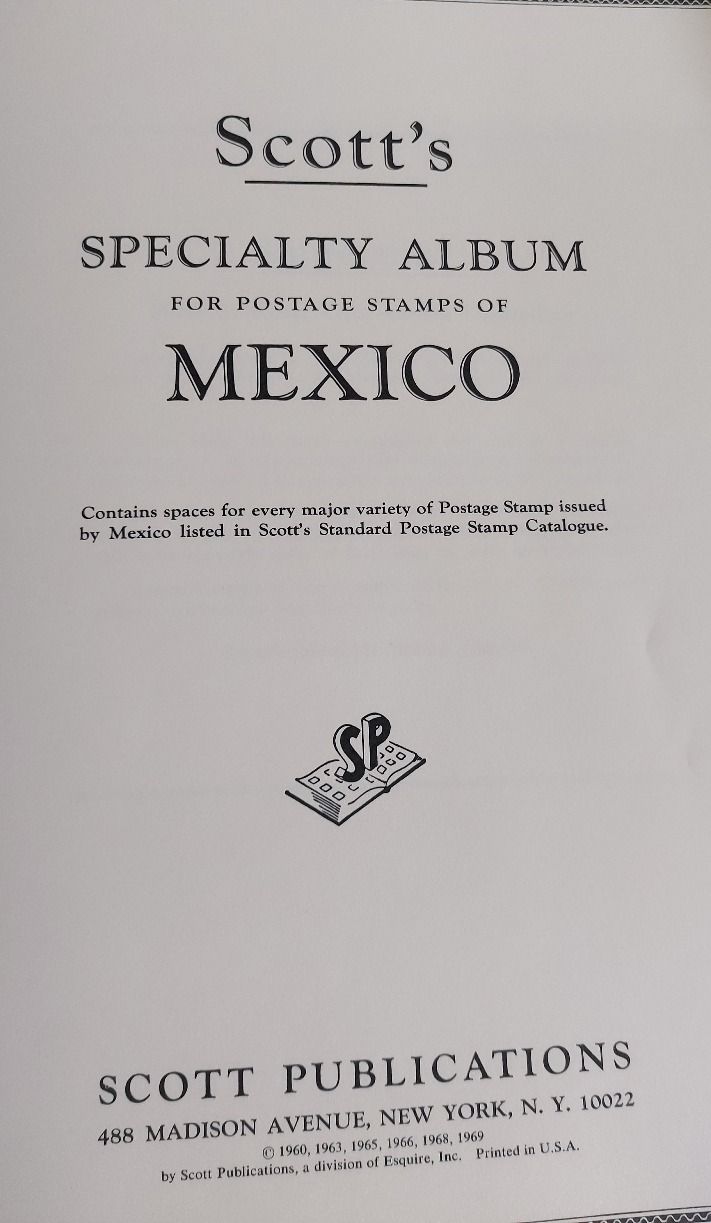 Scott's
SPECIALTY ALBUM
FOR POSTAGE STAMPS OF
MEXICO
Contains spaces for every major variety of Postage Stamp issued
by Mexico listed in Scott's Standard Postage Stamp Catalogue.
SP
SCOTT PUBLICATIONS
488 MADISON AVENUE, NEW YORK, N. Y. 10022
© 1960, 1963, 1965, 1966, 1968, 1969
by Scott Publications, a division of Esquire, Inc. Printed in U.S.A.